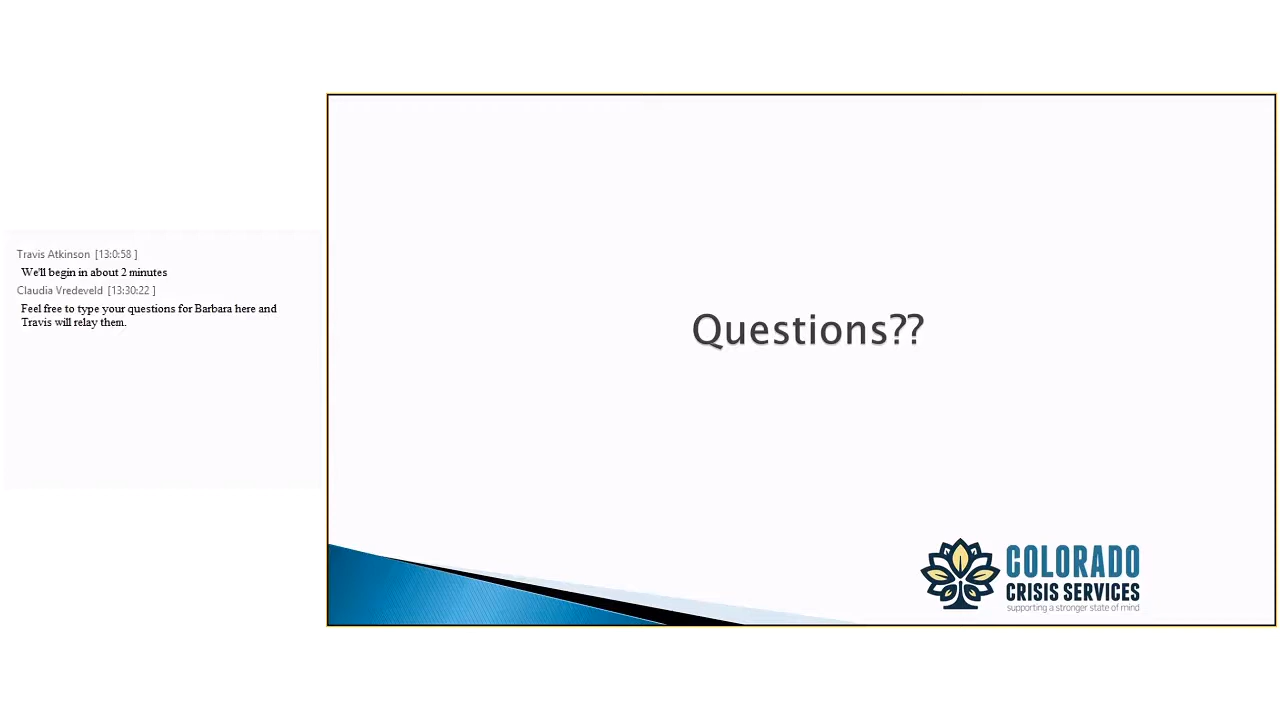 Travis Atkinson [13:0:58 ]
We'll begin in about 2 minutes
Claudia Vredeveld [13:30:22 ]
Feel free to type your questions for Barbara here and
Travis will relay them.
Questions??
COLORADO
CRISIS SERVICES
supporting a stronger state of mind